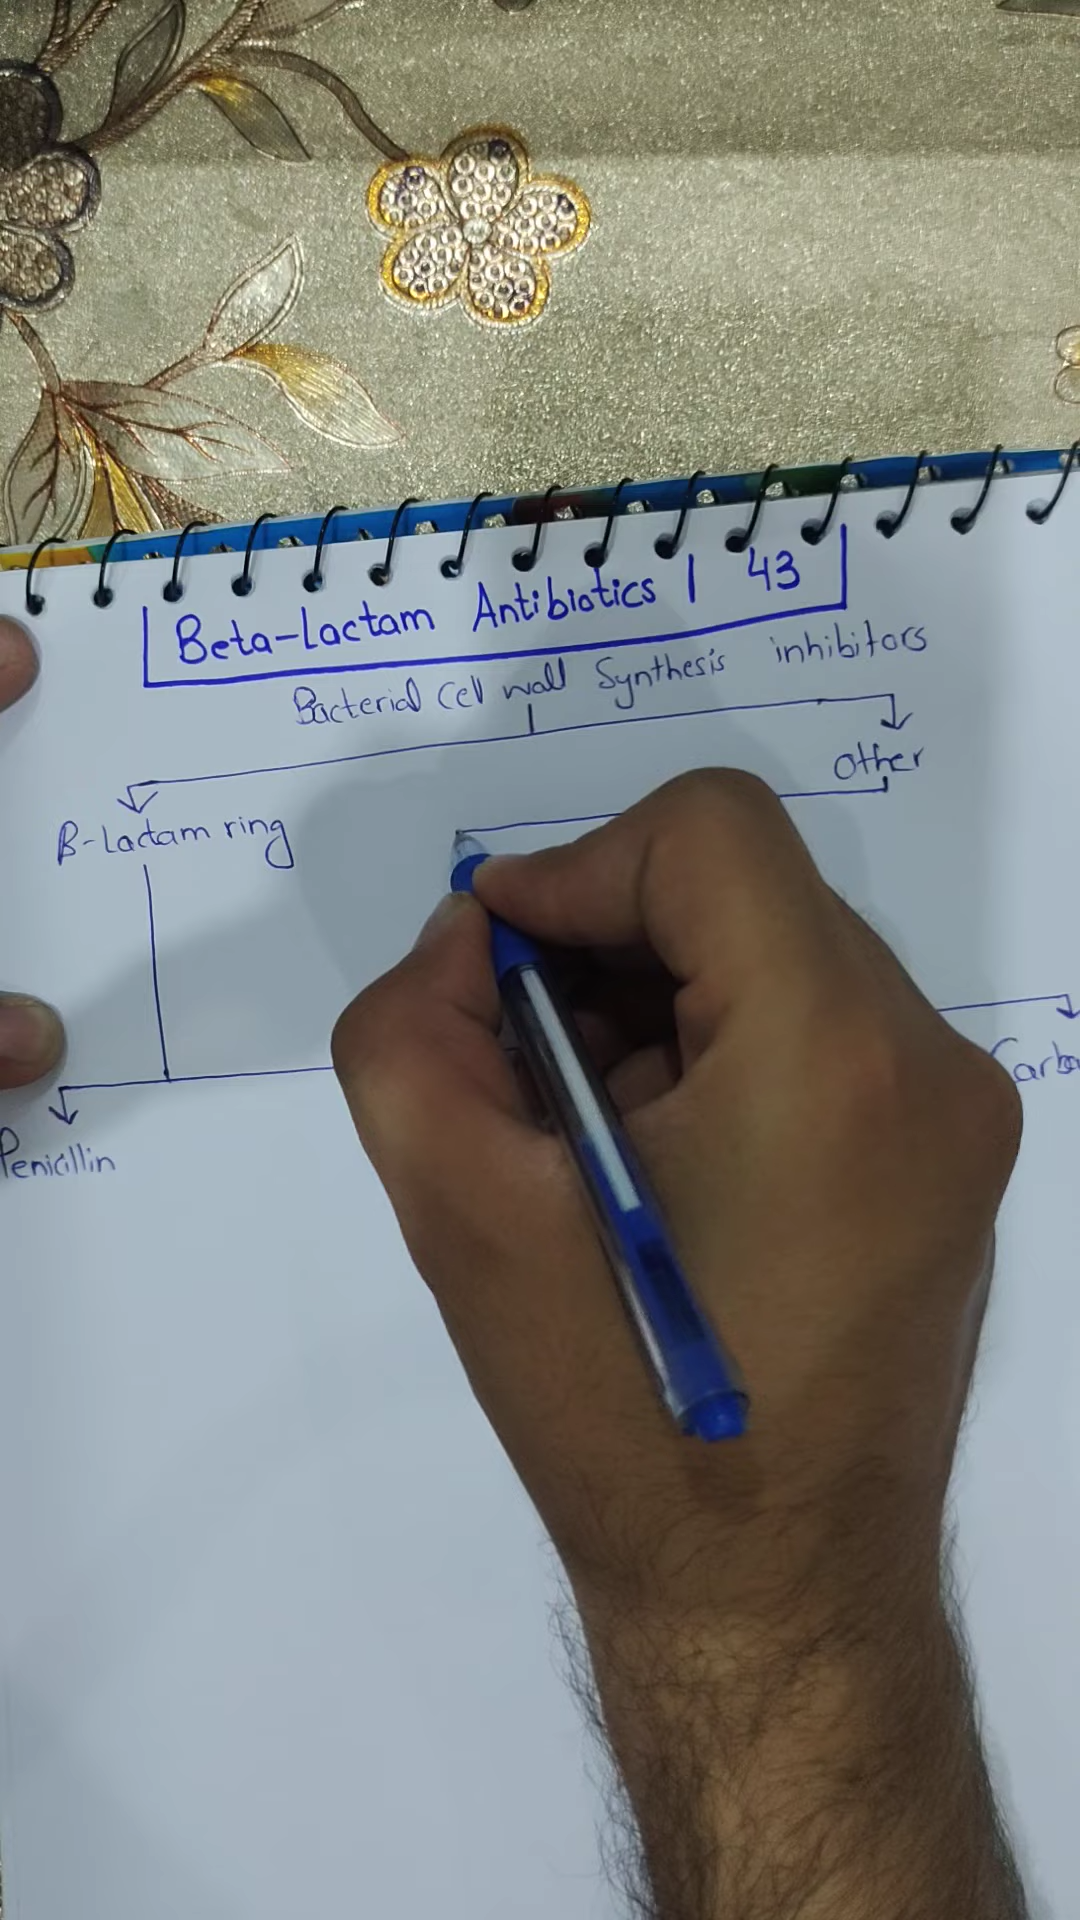 Beta-Lactam Antibiotics | 43
Bacterial Cell wall Synthesis inhibitors
Other
β-Lactam ring
Penicillin